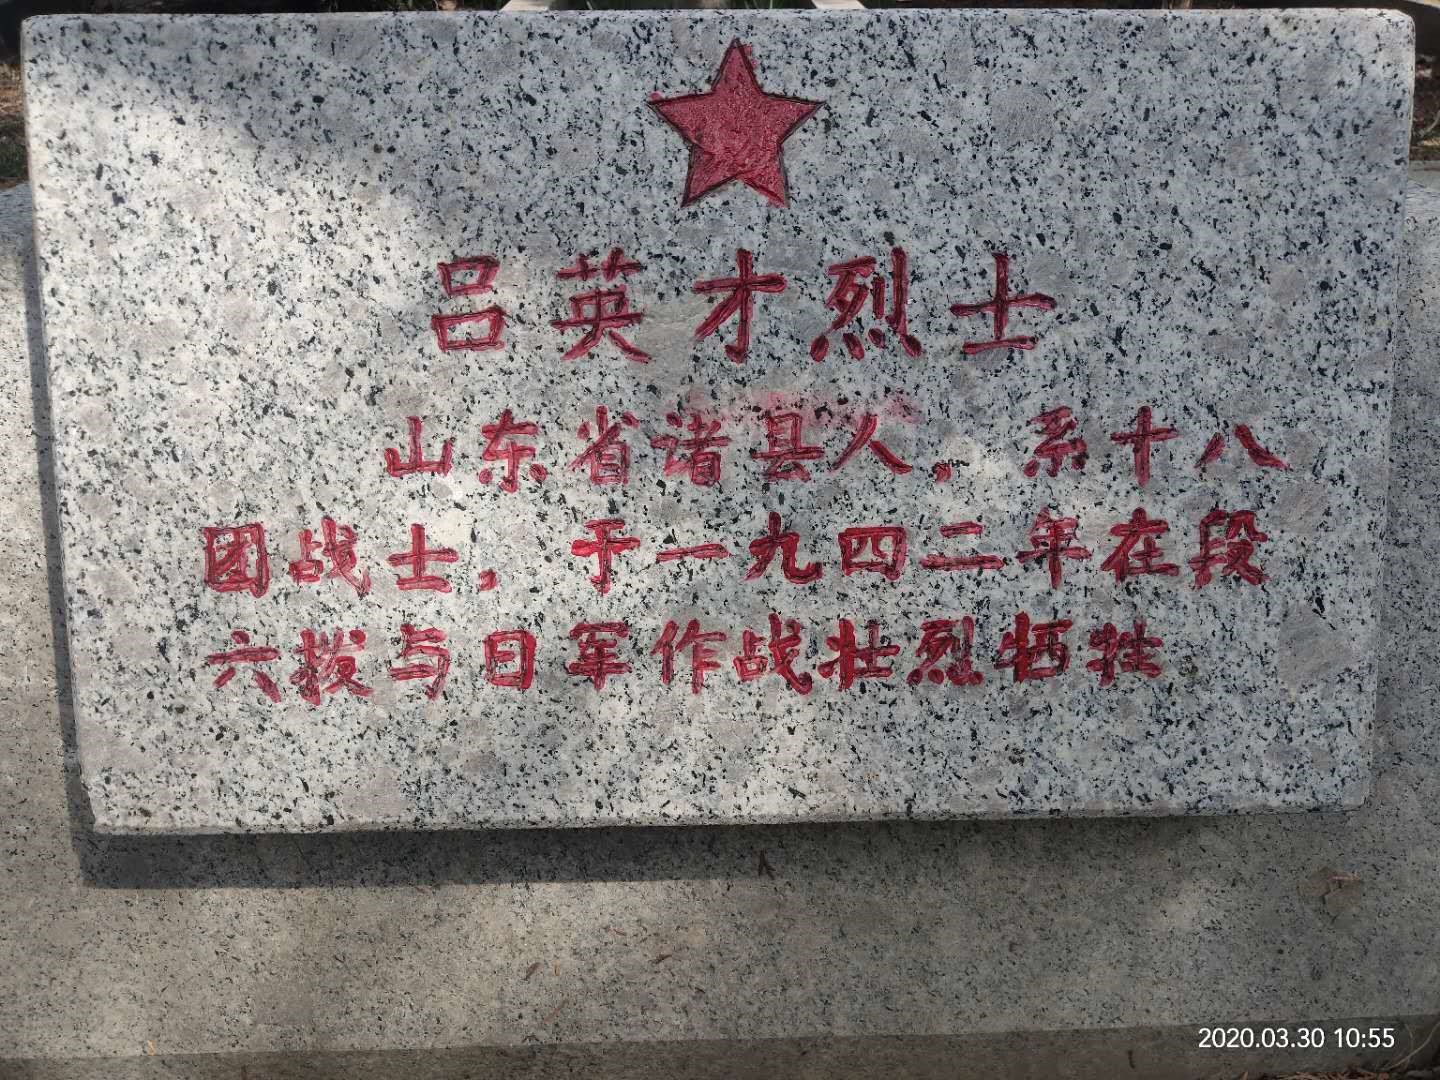 吕英才烈士
山东省诸县人，系十八
团战士，于一九四二年在段
六拨与日军作战壮烈牺牲
2020.03.30 10:55